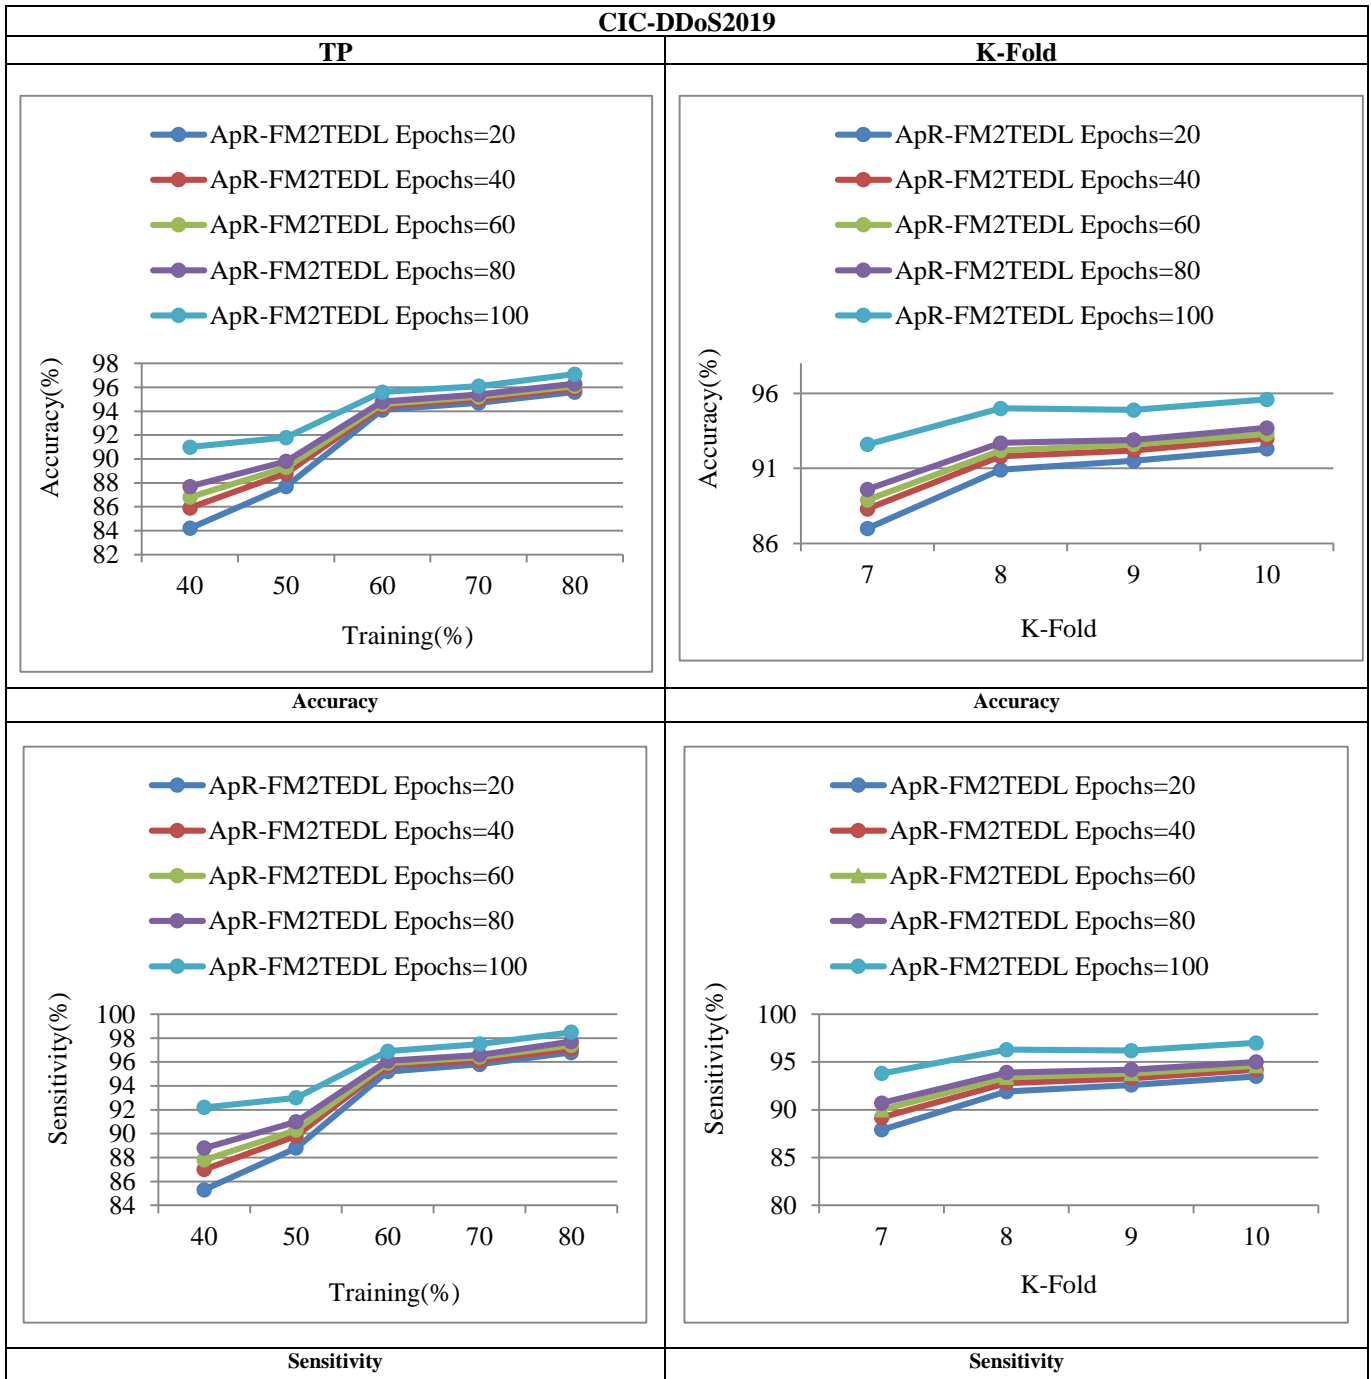 CIC-DDoS2019
TP
K-Fold
ApR-FM2TEDL Epochs=20
ApR-FM2TEDL Epochs=40
ApR-FM2TEDL Epochs=60
ApR-FM2TEDL Epochs=80
ApR-FM2TEDL Epochs=100
Accuracy(%)
98
96
94
92
90
88
86
84
82
40 50 60 70 80
Training(%)
ApR-FM2TEDL Epochs=20
ApR-FM2TEDL Epochs=40
ApR-FM2TEDL Epochs=60
ApR-FM2TEDL Epochs=80
ApR-FM2TEDL Epochs=100
Accuracy(%)
96
91
86
7 8 9 10
K-Fold
Accuracy
Accuracy
ApR-FM2TEDL Epochs=20
ApR-FM2TEDL Epochs=40
ApR-FM2TEDL Epochs=60
ApR-FM2TEDL Epochs=80
ApR-FM2TEDL Epochs=100
Sensitivity(%)
100
98
96
94
92
90
88
86
84
40 50 60 70 80
Training(%)
ApR-FM2TEDL Epochs=20
ApR-FM2TEDL Epochs=40
ApR-FM2TEDL Epochs=60
ApR-FM2TEDL Epochs=80
ApR-FM2TEDL Epochs=100
Sensitivity(%)
100
95
90
85
80
7 8 9 10
K-Fold
Sensitivity
Sensitivity